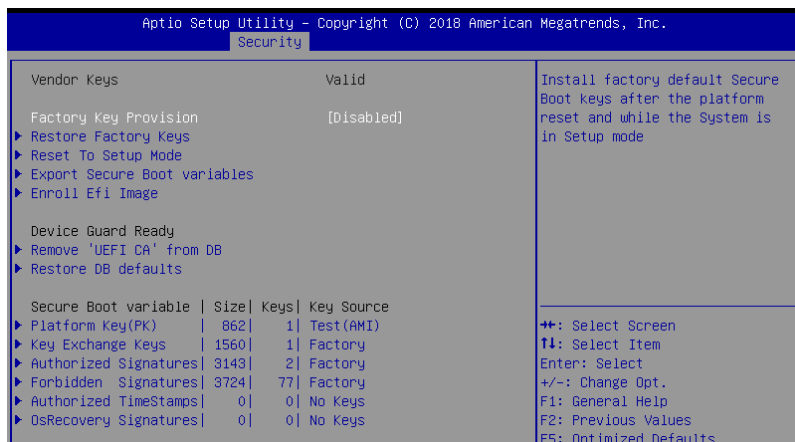 Aptio Setup Utility – Copyright (C) 2018 American Megatrends, Inc.
Security
Vendor Keys Valid
Factory Key Provision [Disabled]
Restore Factory Keys
Reset To Setup Mode
Export Secure Boot variables
Enroll Efi Image
Device Guard Ready
Remove 'UEFI CA' from DB
Restore DB defaults
Secure Boot variable | Size| Keys| Key Source
Platform Key(PK) | 862| 1| Test(AMI)
Key Exchange Keys | 1560| 1| Factory
Authorized Signatures| 3143| 2| Factory
Forbidden Signatures| 3724| 77| Factory
Authorized TimeStamps| 0| 0| No Keys
OsRecovery Signatures| 0| 0| No Keys
Install factory default Secure
Boot keys after the platform
reset and while the System is
in Setup mode
→←: Select Screen
↑↓: Select Item
Enter: Select
+/-: Change Opt.
F1: General Help
F2: Previous Values
F5: Optimized Defaults